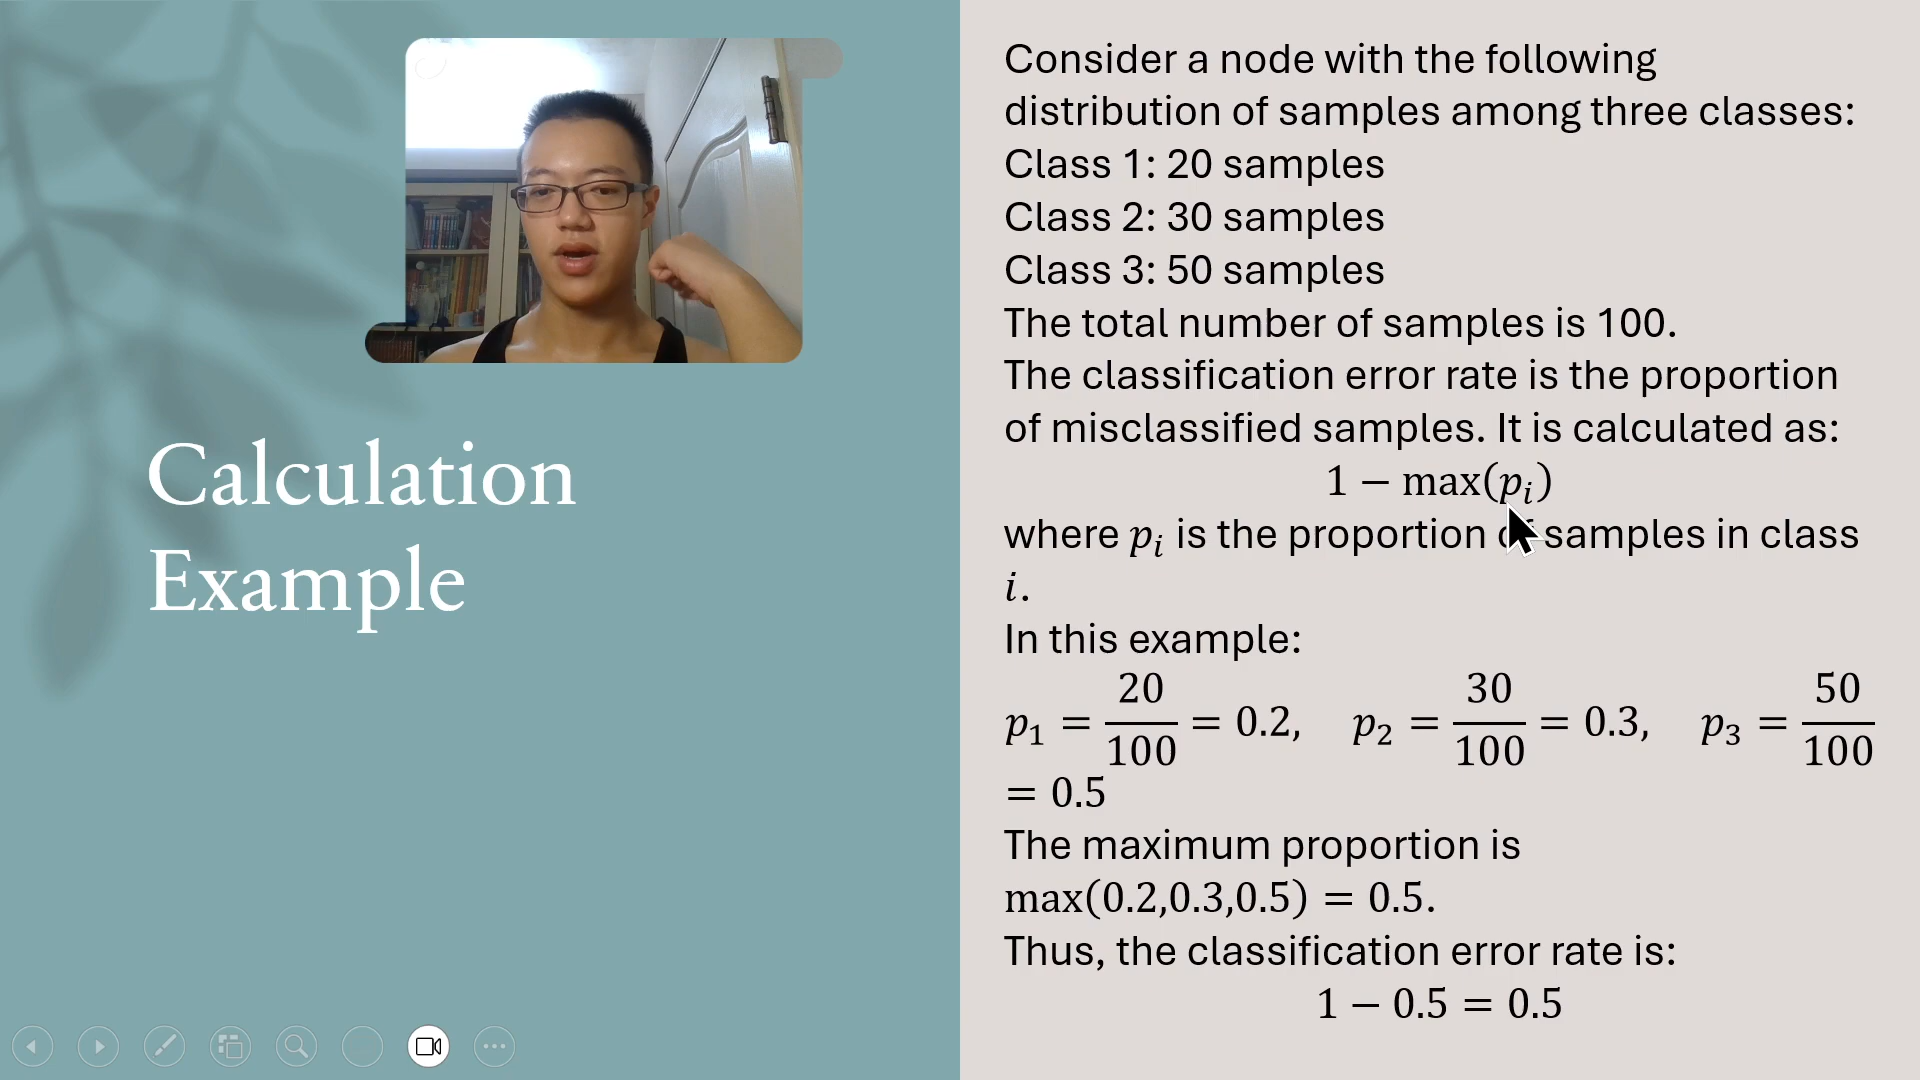 Calculation
Example
Consider a node with the following
distribution of samples among three classes:
Class 1: 20 samples
Class 2: 30 samples
Class 3: 50 samples
The total number of samples is 100.
The classification error rate is the proportion
of misclassified samples. It is calculated as:
1 − max(pᵢ)
where pᵢ is the proportion of samples in class
i.
In this example:
p₁ = 20/100 = 0.2, p₂ = 30/100 = 0.3, p₃ = 50/100
= 0.5
The maximum proportion is
max(0.2,0.3,0.5) = 0.5.
Thus, the classification error rate is:
1 − 0.5 = 0.5